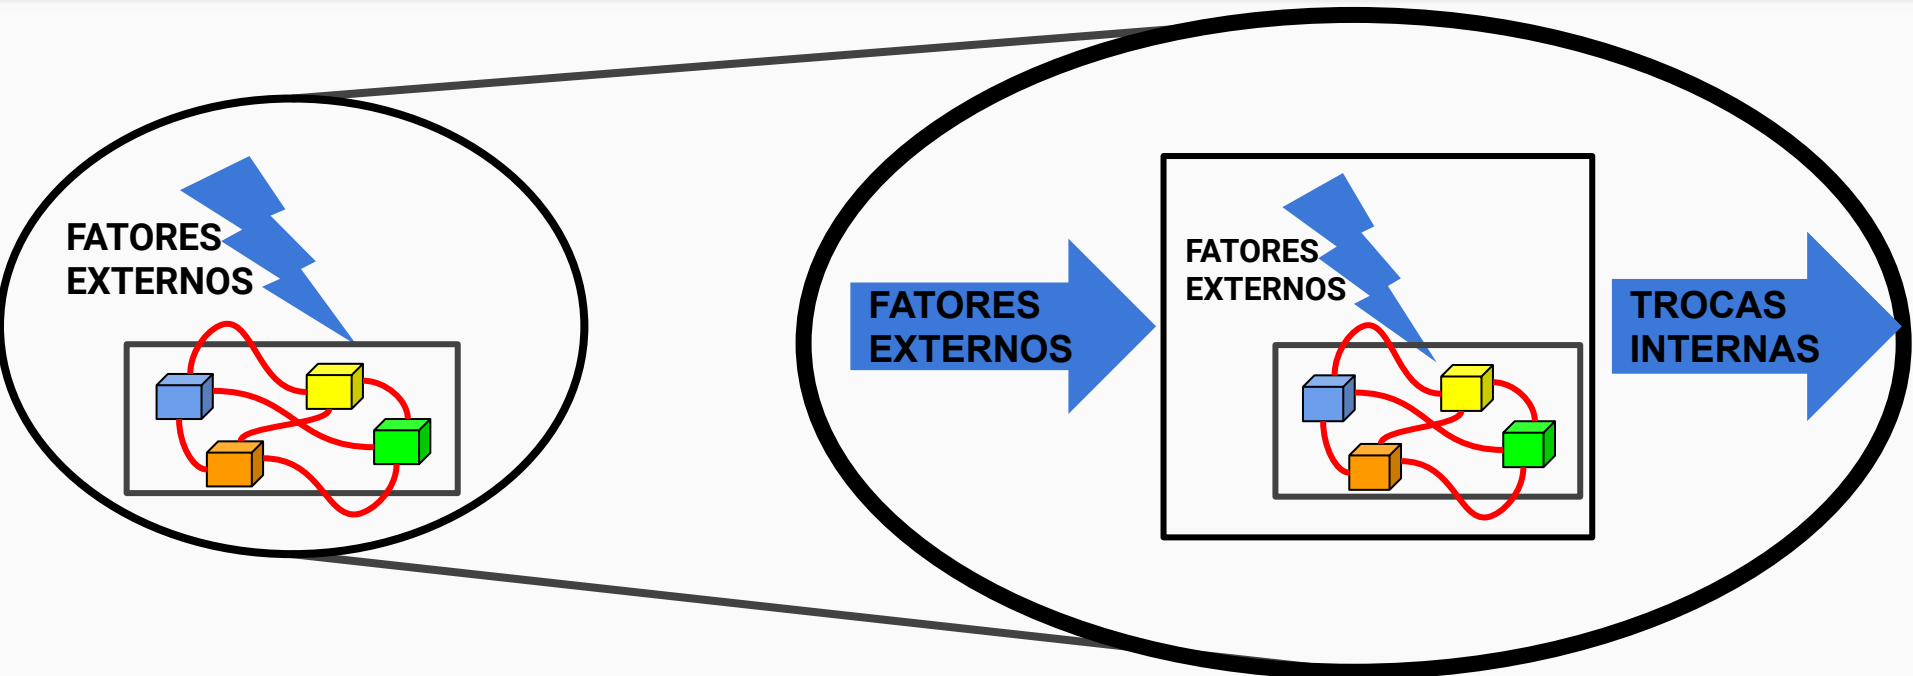 FATORES
EXTERNOS
FATORES
EXTERNOS
FATORES
EXTERNOS
TROCAS
INTERNAS